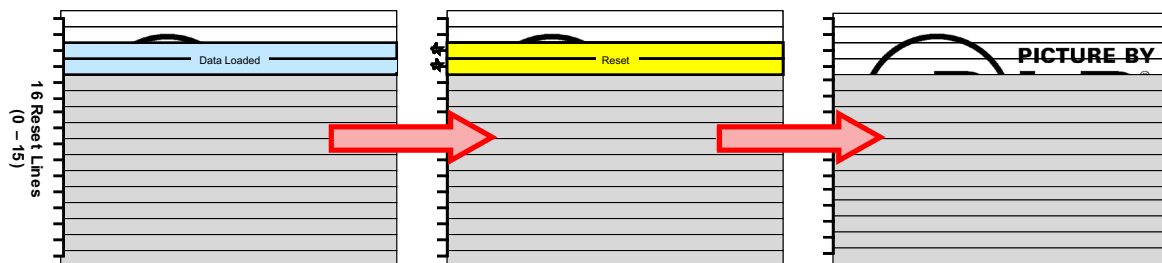 16 Reset Lines
(0 – 15)
Data Loaded
Reset
PICTURE BY